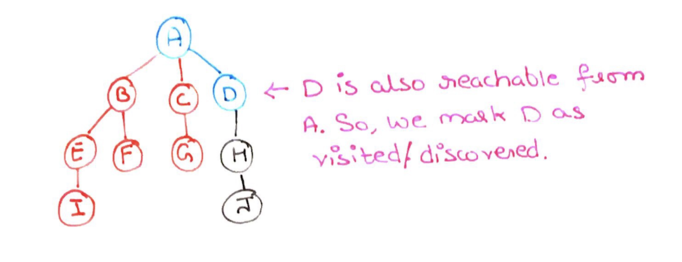 A
B
C
D
← D is also reachable from
A. So, we mark D as
visited/discovered.
E
F
G
H
I
J